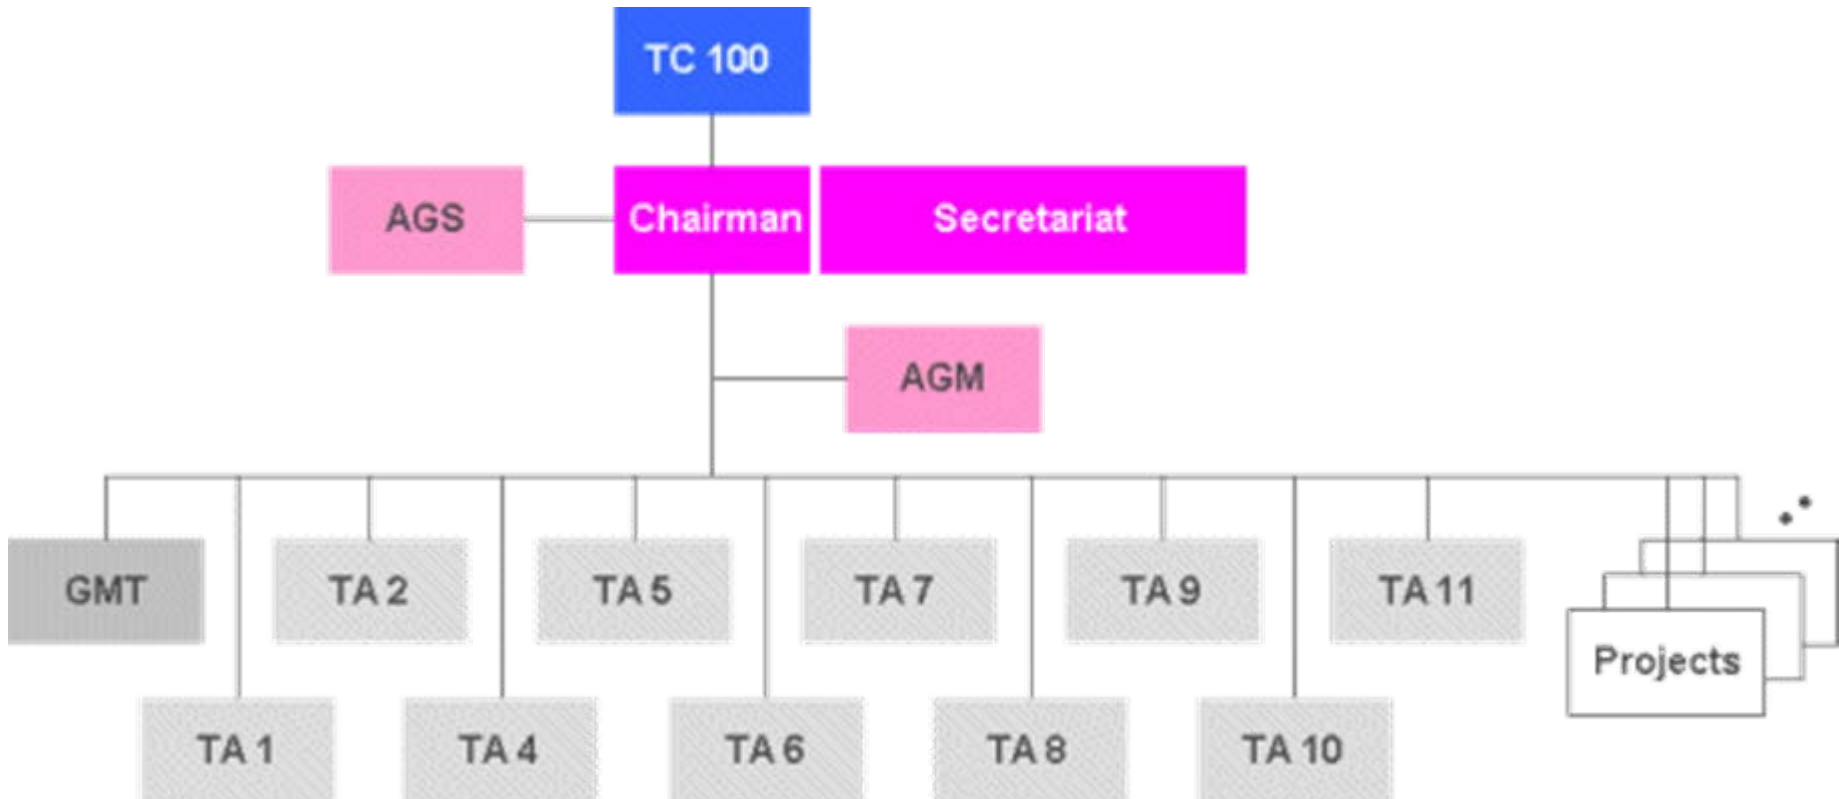 TC 100
AGS
Chairman
Secretariat
AGM
GMT
TA 2
TA 5
TA 7
TA 9
TA 11
Projects
TA 1
TA 4
TA 6
TA 8
TA 10